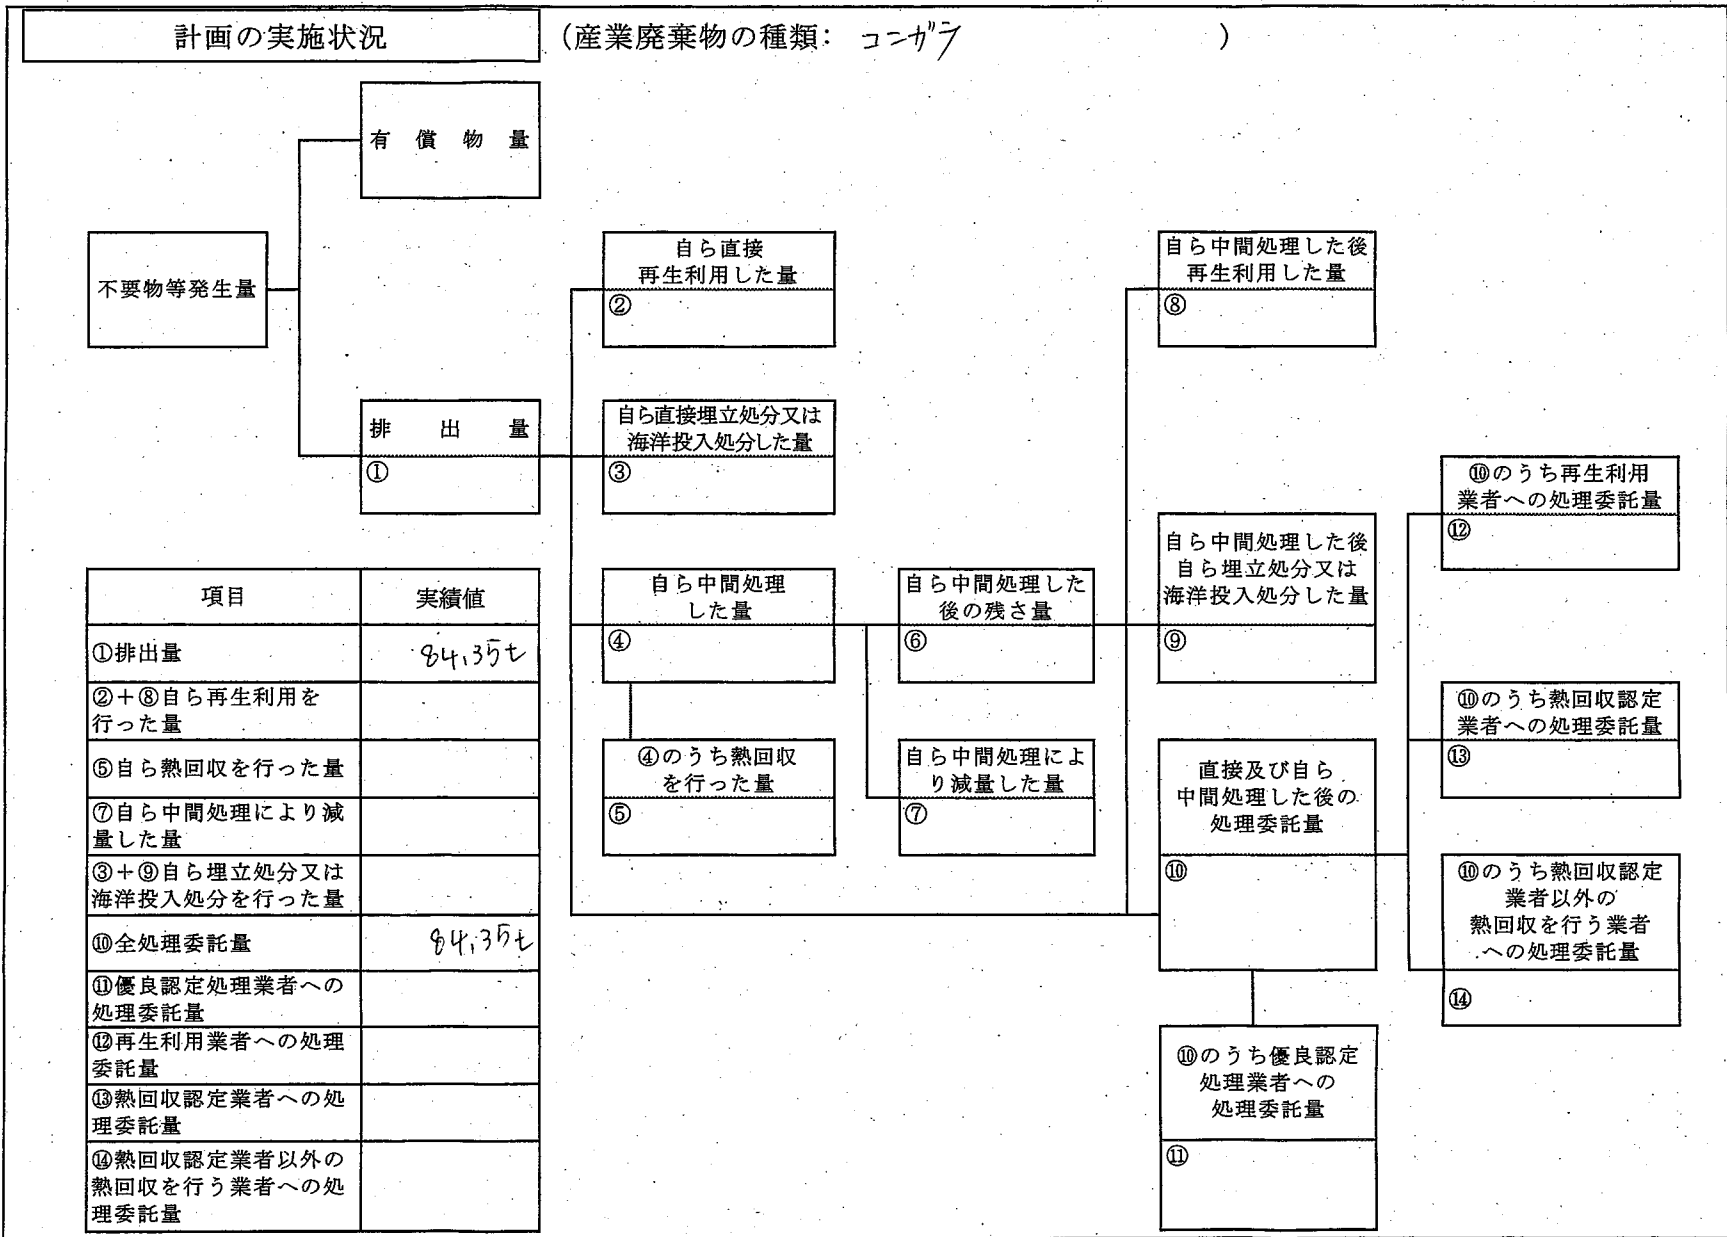 計画の実施状況
(産業廃棄物の種類: コンガラ )
有償物量
不要物等発生量
自ら直接
再生利用した量
②
自ら中間処理した後
再生利用した量
⑧
排出量
①
自ら直接埋立処分又は
海洋投入処分した量
③
⑩のうち再生利用
業者への処理委託量
⑫
自ら中間処理した後
自ら埋立処分又は
海洋投入処分した量
⑨
自ら中間処理
した量
④
自ら中間処理した
後の残さ量
⑥
⑩のうち熱回収認定
業者への処理委託量
⑬
④のうち熱回収
を行った量
⑤
自ら中間処理によ
り減量した量
⑦
直接及び自ら
中間処理した後の
処理委託量
⑩
⑩のうち熱回収認定
業者以外の
熱回収を行う業者
への処理委託量
⑭
⑩のうち優良認定
処理業者への
処理委託量
⑪
項目 実績値
①排出量 84,35t
②+⑧自ら再生利用を
行った量
⑤自ら熱回収を行った量
⑦自ら中間処理により減
量した量
③+⑨自ら埋立処分又は
海洋投入処分を行った量
⑩全処理委託量 84,35t
⑪優良認定処理業者への
処理委託量
⑫再生利用業者への処理
委託量
⑬熱回収認定業者への処
理委託量
⑭熱回収認定業者以外の
熱回収を行う業者への処
理委託量